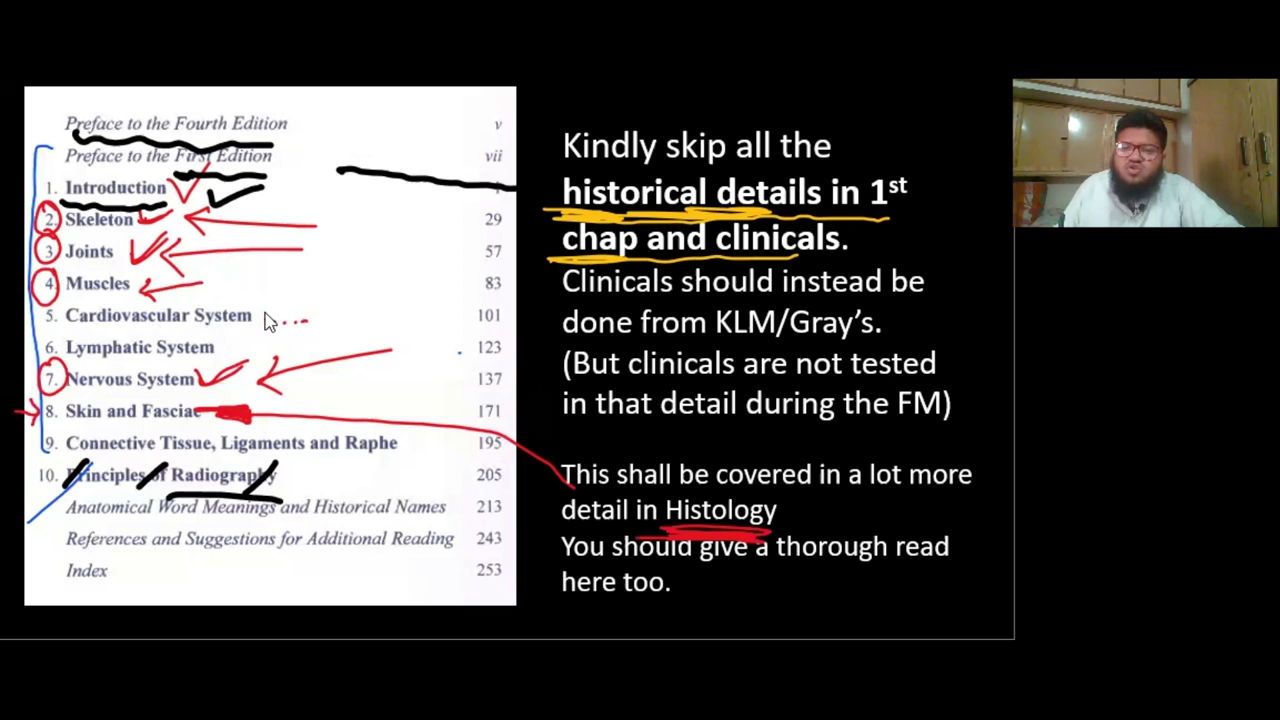 Preface to the Fourth Edition v
Preface to the First Edition vii
1. Introduction
2. Skeleton 29
3. Joints 57
4. Muscles 83
5. Cardiovascular System 101
6. Lymphatic System 123
7. Nervous System 137
8. Skin and Fasciae 171
9. Connective Tissue, Ligaments and Raphe 195
10. Principles of Radiography 205
Anatomical Word Meanings and Historical Names 213
References and Suggestions for Additional Reading 243
Index 253
Kindly skip all the
historical details in 1st
chap and clinicals.
Clinicals should instead be
done from KLM/Gray's.
(But clinicals are not tested
in that detail during the FM)
This shall be covered in a lot more
detail in Histology
You should give a thorough read
here too.